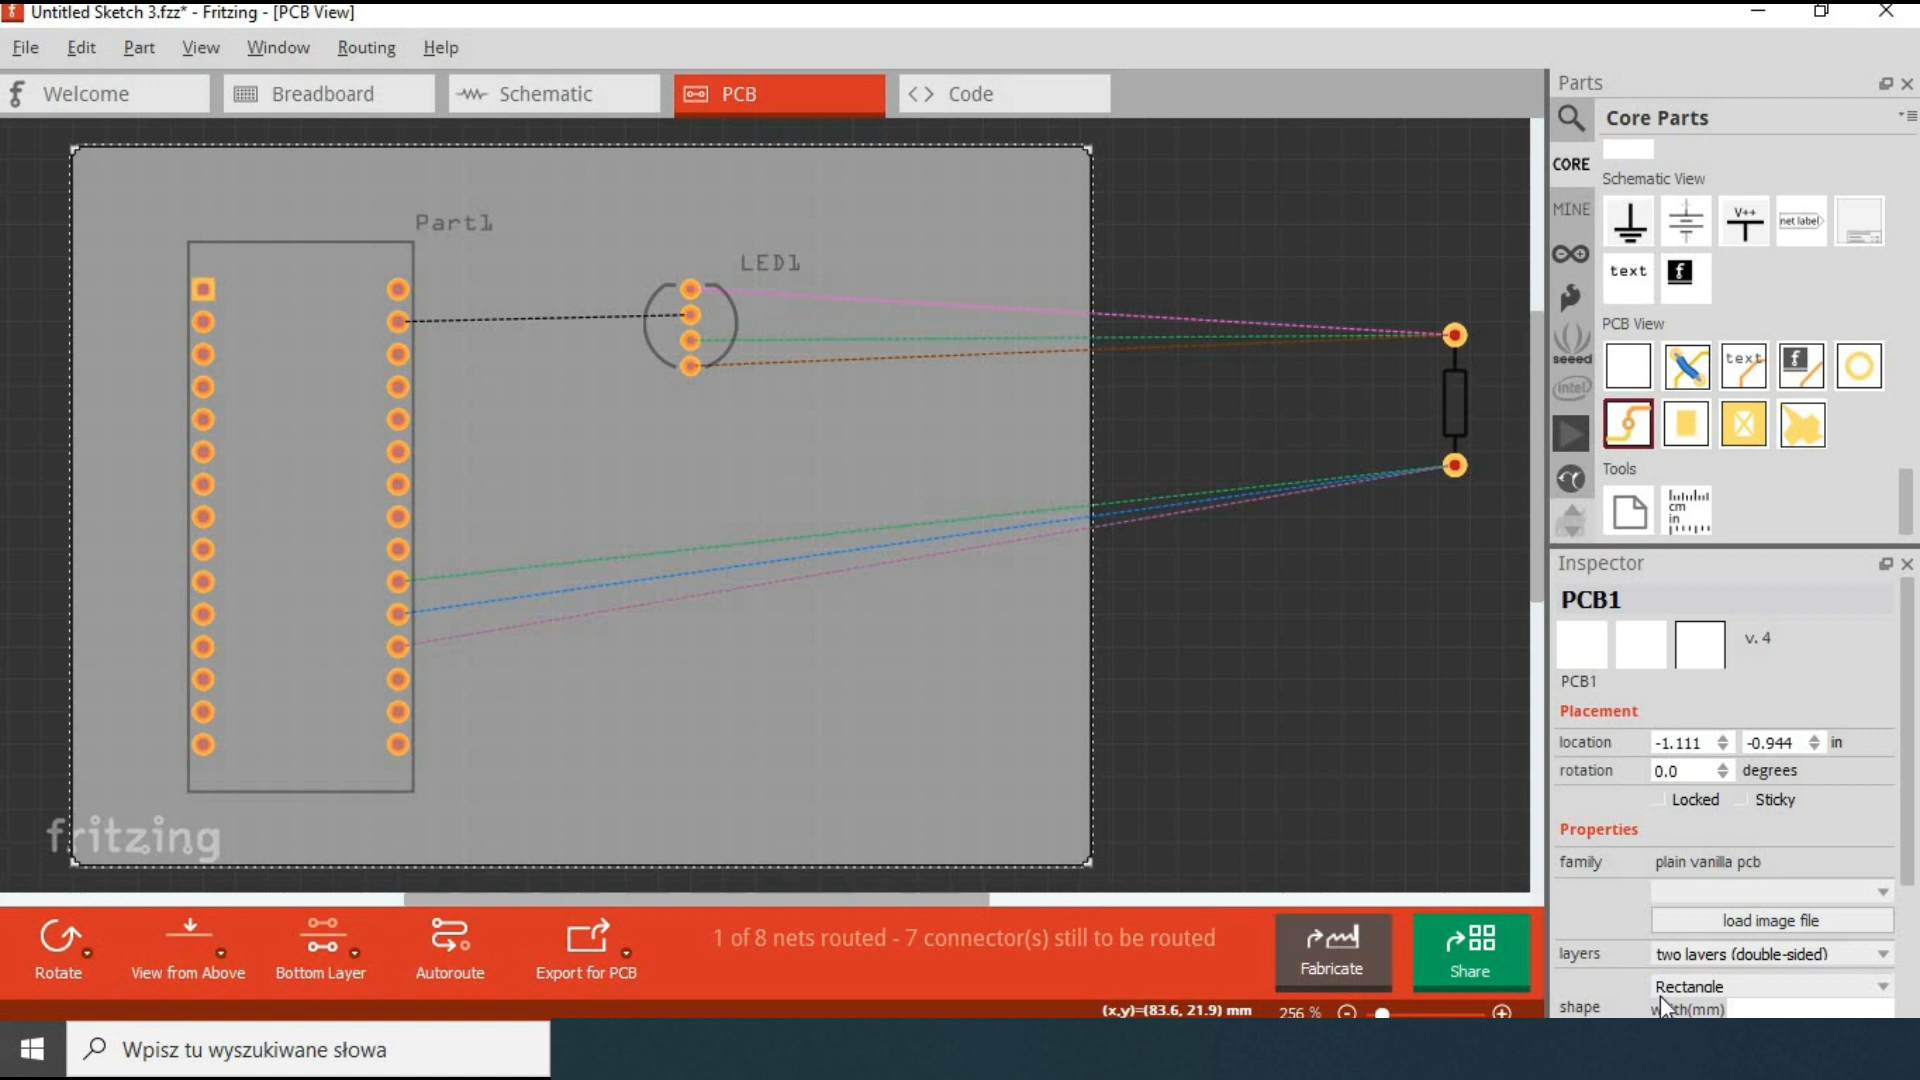 Untitled Sketch 3.fzz* - Fritzing - [PCB View]
File Edit Part View Window Routing Help
Welcome Breadboard Schematic PCB Code
Parts
Core Parts
CORE
Schematic View
MINE
V++
net label
text
PCB View
text
seeed
intel
Tools
cm
in
Part1
LED1
fritzing
Inspector
PCB1
v. 4
PCB1
Placement
location -1.111 -0.944 in
rotation 0.0 degrees
Locked Sticky
Properties
family plain vanilla pcb
load image file
layers two layers (double-sided)
Rectangle
shape
1 of 8 nets routed - 7 connector(s) still to be routed
Rotate View from Above Bottom Layer Autoroute Export for PCB Fabricate Share
(x,y)=(83.6, 21.9) mm 256 %
Wpisz tu wyszukiwane słowa